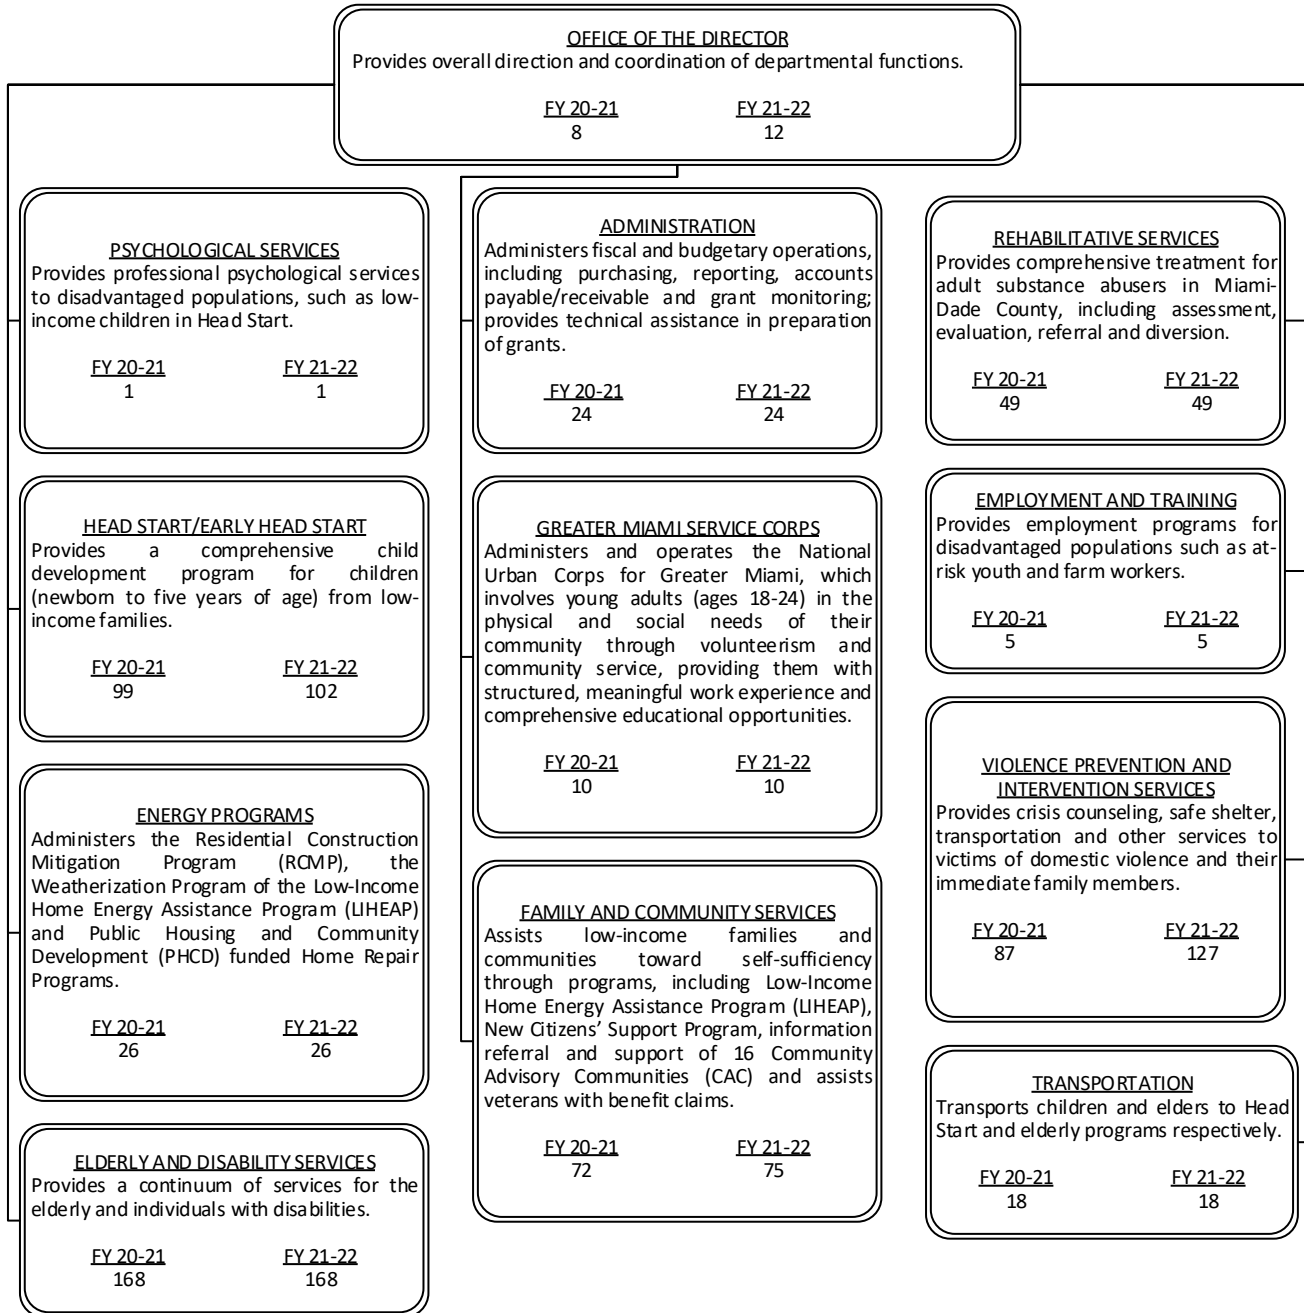 OFFICE OF THE DIRECTOR
Provides overall direction and coordination of departmental functions.
FY 20-21 FY 21-22
8 12
PSYCHOLOGICAL SERVICES
Provides professional psychological services
to disadvantaged populations, such as low-
income children in Head Start.
FY 20-21 FY 21-22
1 1
HEAD START/EARLY HEAD START
Provides a comprehensive child
development program for children
(newborn to five years of age) from low-
income families.
FY 20-21 FY 21-22
99 102
ENERGY PROGRAMS
Administers the Residential Construction
Mitigation Program (RCMP), the
Weatherization Program of the Low-Income
Home Energy Assistance Program (LIHEAP)
and Public Housing and Community
Development (PHCD) funded Home Repair
Programs.
FY 20-21 FY 21-22
26 26
ELDERLY AND DISABILITY SERVICES
Provides a continuum of services for the
elderly and individuals with disabilities.
FY 20-21 FY 21-22
168 168
ADMINISTRATION
Administers fiscal and budgetary operations,
including purchasing, reporting, accounts
payable/receivable and grant monitoring;
provides technical assistance in preparation
of grants.
FY 20-21 FY 21-22
24 24
GREATER MIAMI SERVICE CORPS
Administers and operates the National
Urban Corps for Greater Miami, which
involves young adults (ages 18-24) in the
physical and social needs of their
community through volunteerism and
community service, providing them with
structured, meaningful work experience and
comprehensive educational opportunities.
FY 20-21 FY 21-22
10 10
FAMILY AND COMMUNITY SERVICES
Assists low-income families and
communities toward self-sufficiency
through programs, including Low-Income
Home Energy Assistance Program (LIHEAP),
New Citizens’ Support Program, information
referral and support of 16 Community
Advisory Communities (CAC) and assists
veterans with benefit claims.
FY 20-21 FY 21-22
72 75
REHABILITATIVE SERVICES
Provides comprehensive treatment for
adult substance abusers in Miami-
Dade County, including assessment,
evaluation, referral and diversion.
FY 20-21 FY 21-22
49 49
EMPLOYMENT AND TRAINING
Provides employment programs for
disadvantaged populations such as at-
risk youth and farm workers.
FY 20-21 FY 21-22
5 5
VIOLENCE PREVENTION AND
INTERVENTION SERVICES
Provides crisis counseling, safe shelter,
transportation and other services to
victims of domestic violence and their
immediate family members.
FY 20-21 FY 21-22
87 127
TRANSPORTATION
Transports children and elders to Head
Start and elderly programs respectively.
FY 20-21 FY 21-22
18 18